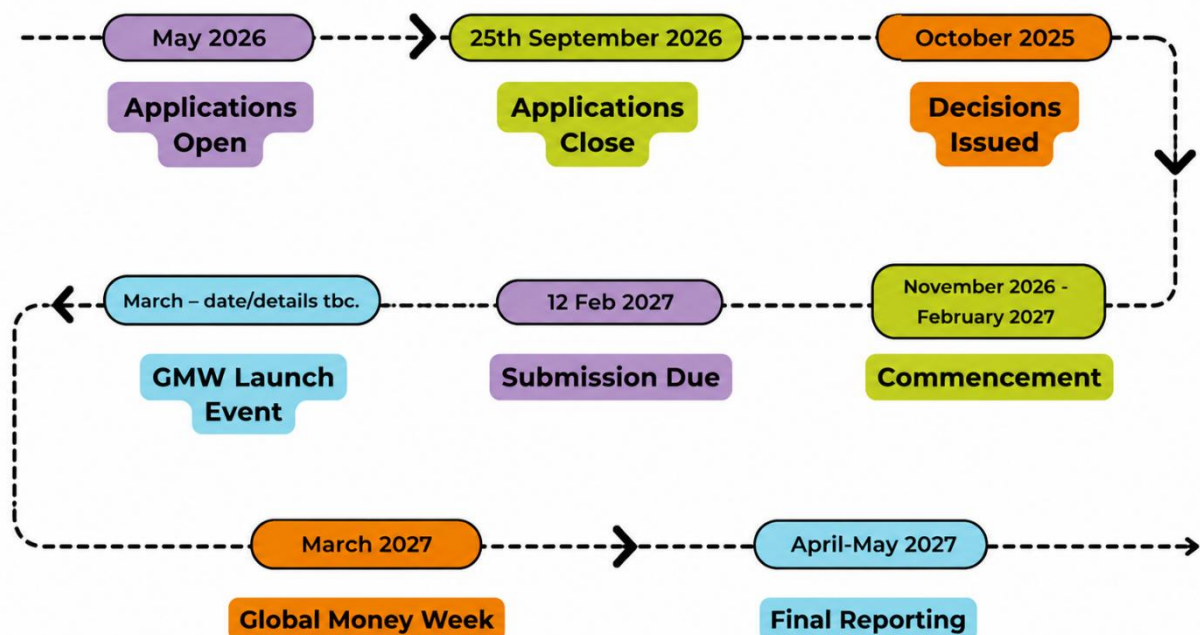 May 2026
25th September 2026
October 2025
Applications
Open
Applications
Close
Decisions
Issued
November 2026 -
February 2027
12 Feb 2027
March – date/details tbc.
Commencement
Submission Due
GMW Launch
Event
March 2027
April-May 2027
Global Money Week
Final Reporting